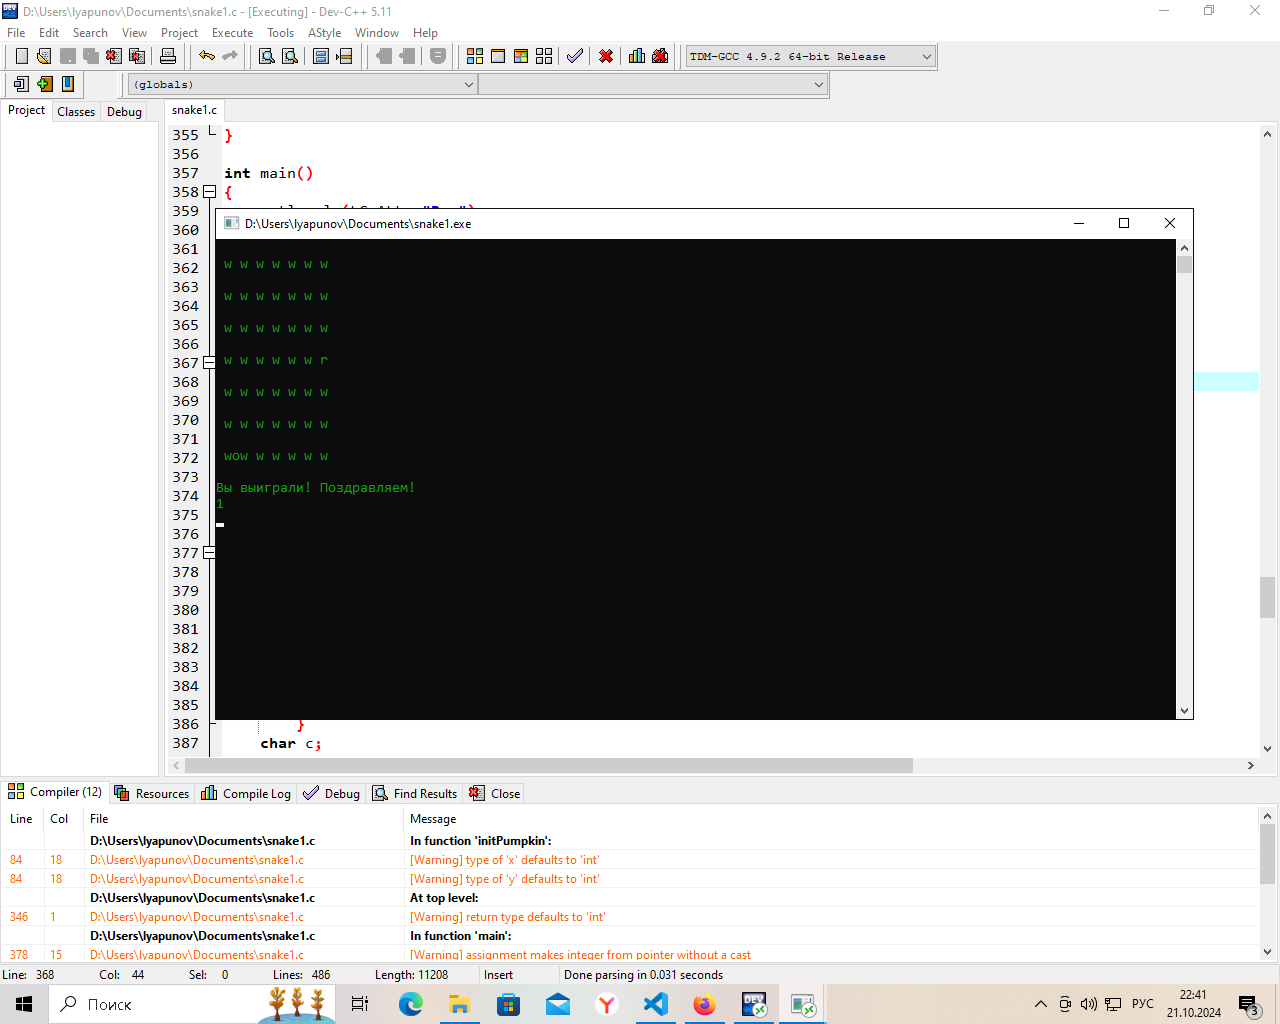 D:\Users\lyapunov\Documents\snake1.c - [Executing] - Dev-C++ 5.11
File Edit Search View Project Execute Tools AStyle Window Help
TDM-GCC 4.9.2 64-bit Release
(globals)
Project Classes Debug snake1.c
355 }
356
357 int main()
358 {
359
360
361
362
363
364
365
366
367
368
369
370
371
372
373
374
375
376
377
378
379
380
381
382
383
384
385
386 }
387 char c;
D:\Users\lyapunov\Documents\snake1.exe
w w w w w w w
w w w w w w w
w w w w w w w
w w w w w w r
w w w w w w w
w w w w w w w
wow w w w w w
Вы выиграли! Поздравляем!
1
Compiler (12) Resources Compile Log Debug Find Results Close
Line Col File Message
D:\Users\lyapunov\Documents\snake1.c In function 'initPumpkin':
84 18 D:\Users\lyapunov\Documents\snake1.c [Warning] type of 'x' defaults to 'int'
84 18 D:\Users\lyapunov\Documents\snake1.c [Warning] type of 'y' defaults to 'int'
D:\Users\lyapunov\Documents\snake1.c At top level:
346 1 D:\Users\lyapunov\Documents\snake1.c [Warning] return type defaults to 'int'
D:\Users\lyapunov\Documents\snake1.c In function 'main':
378 15 D:\Users\lyapunov\Documents\snake1.c [Warning] assignment makes integer from pointer without a cast
Line: 368 Col: 44 Sel: 0 Lines: 486 Length: 11208 Insert Done parsing in 0.031 seconds
Поиск
DEV
РУС
22:41
21.10.2024
3